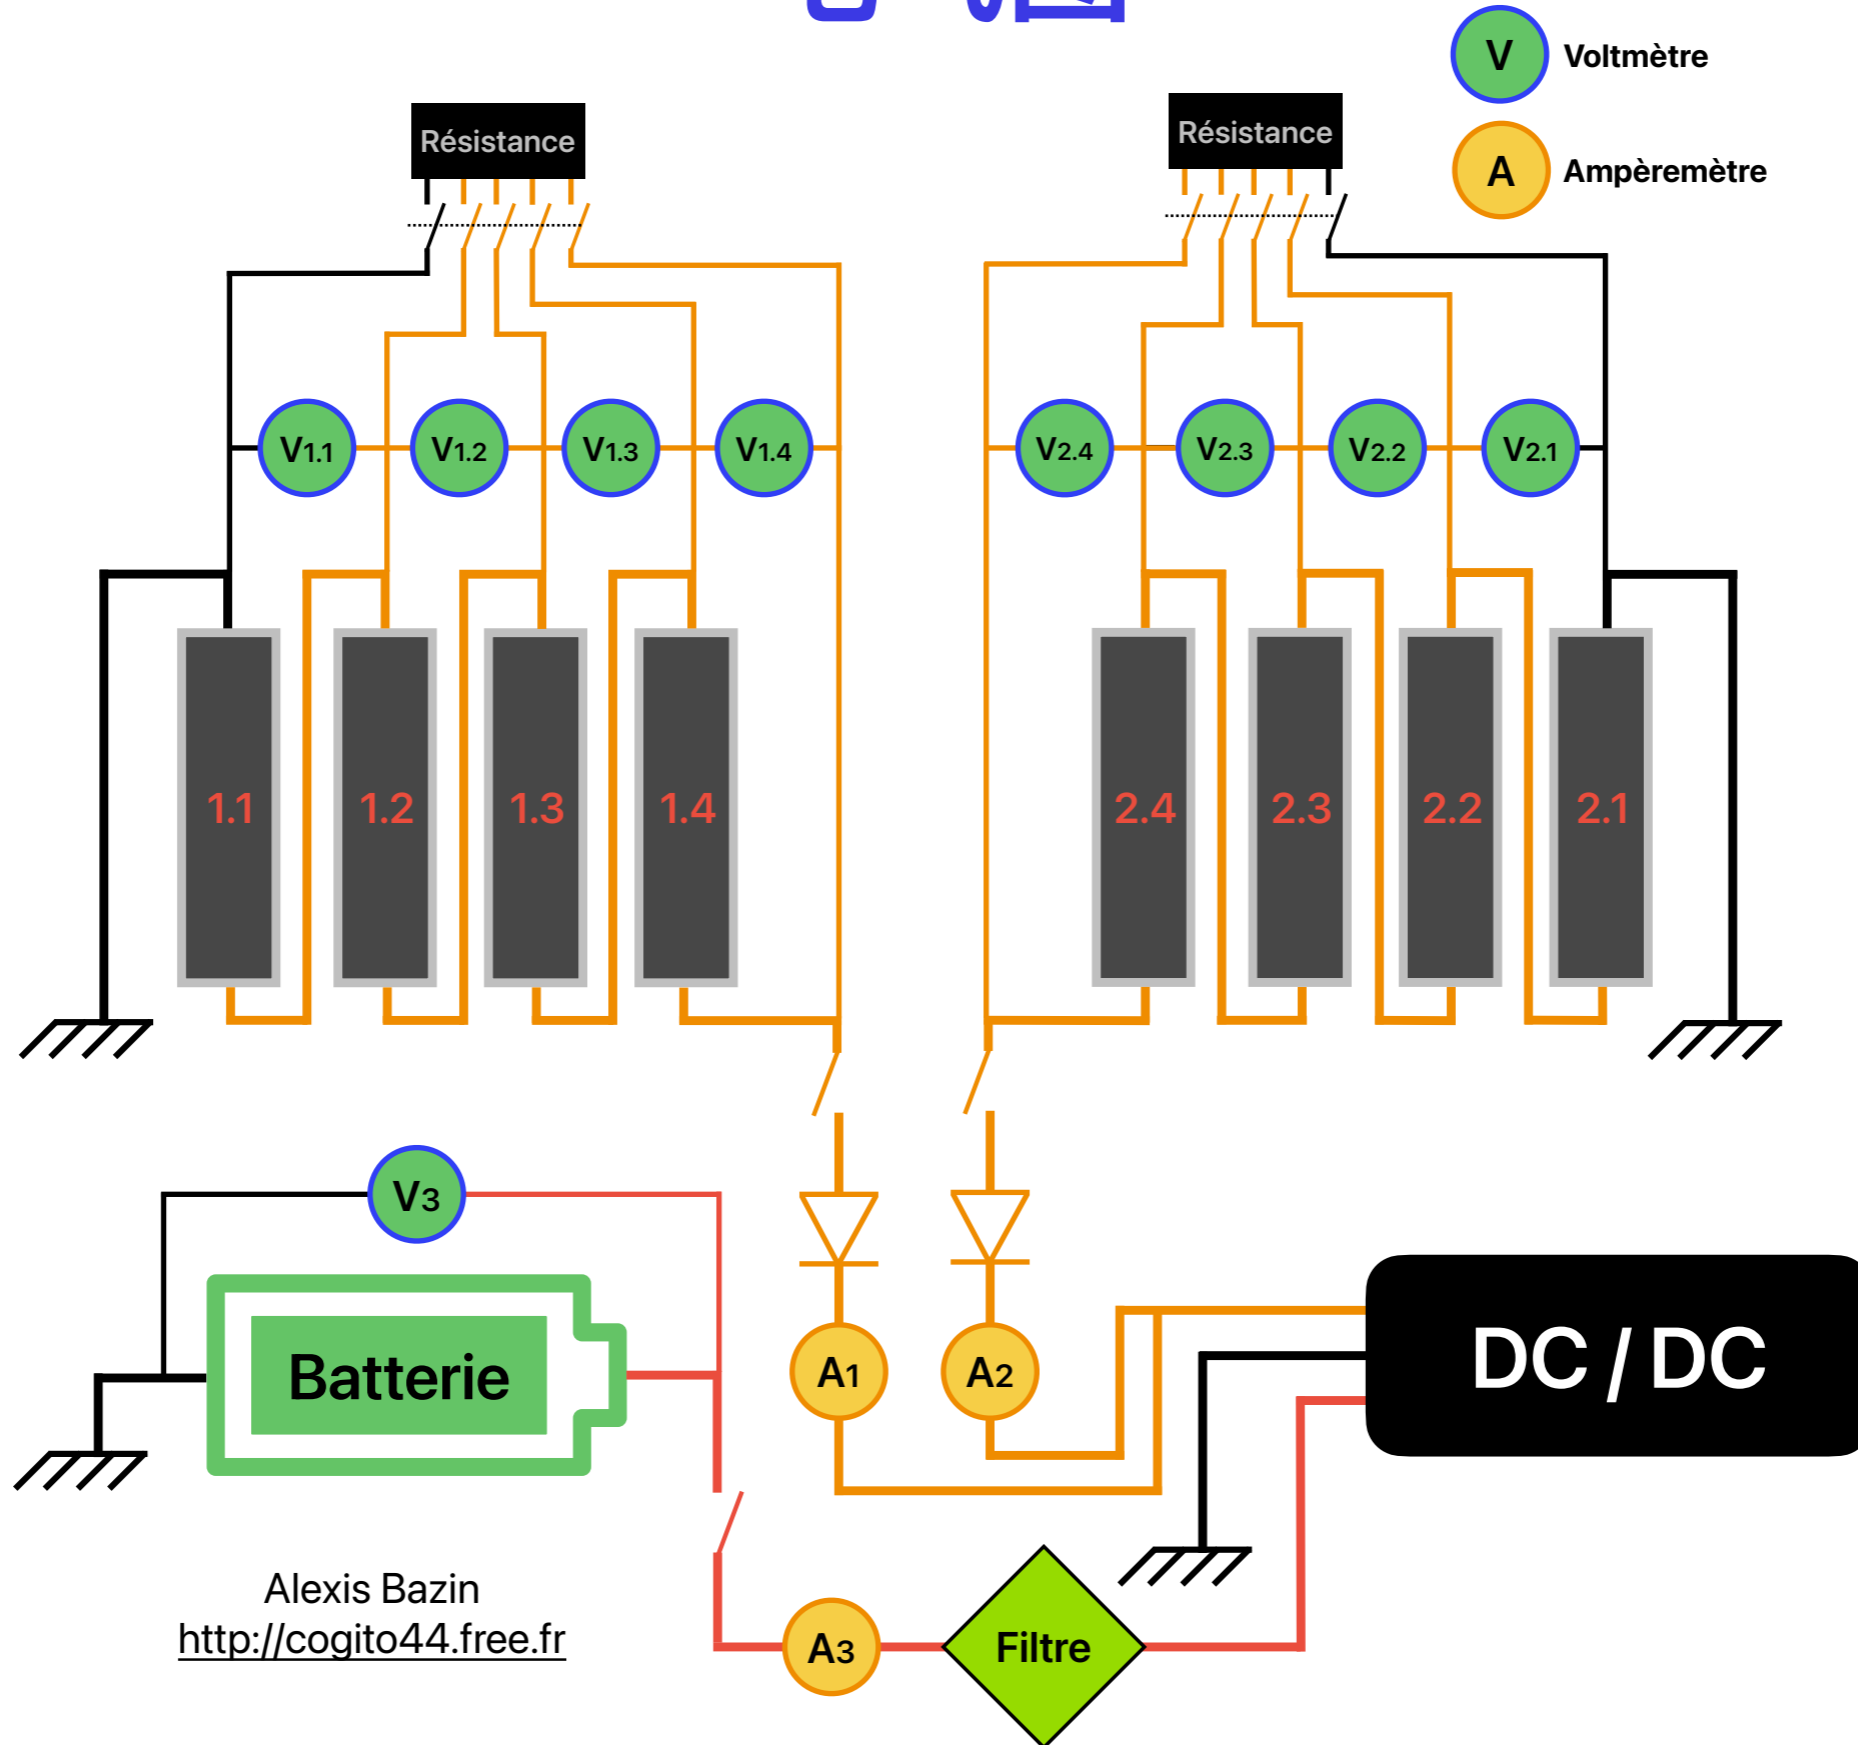 V Voltmètre
A Ampèremètre
Résistance
Résistance
V1.1 V1.2 V1.3 V1.4 V2.4 V2.3 V2.2 V2.1
1.1 1.2 1.3 1.4 2.4 2.3 2.2 2.1
V3
Batterie
A1 A2
DC / DC
Alexis Bazin
http://cogito44.free.fr
A3
Filtre